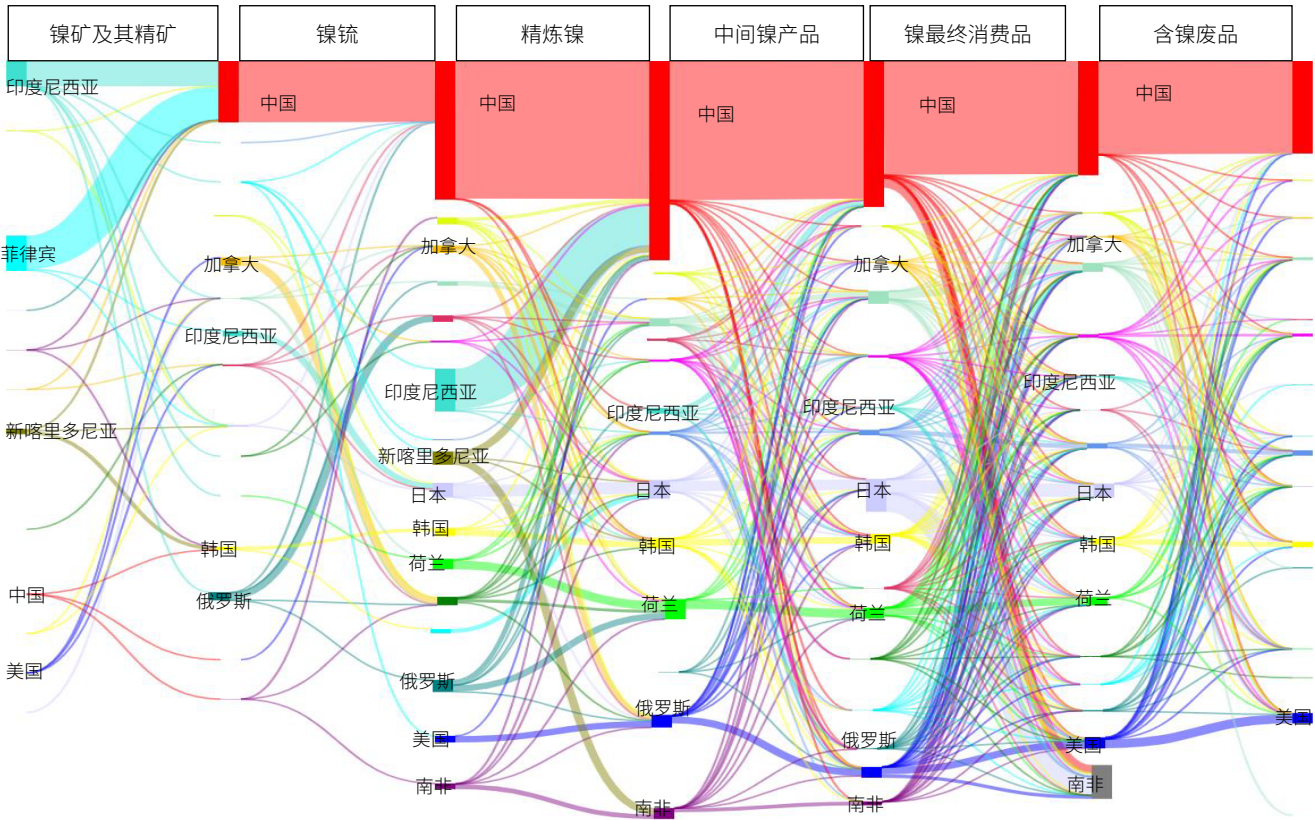 镍矿及其精矿
镍锍
精炼镍
中间镍产品
镍最终消费品
含镍废品
印度尼西亚
菲律宾
新喀里多尼亚
中国
美国
中国
加拿大
印度尼西亚
韩国
俄罗斯
中国
加拿大
印度尼西亚
新喀里多尼亚
日本
韩国
荷兰
俄罗斯
美国
南非
中国
印度尼西亚
日本
韩国
荷兰
俄罗斯
南非
中国
加拿大
印度尼西亚
日本
韩国
荷兰
俄罗斯
南非
中国
加拿大
印度尼西亚
日本
韩国
荷兰
美国
南非
美国